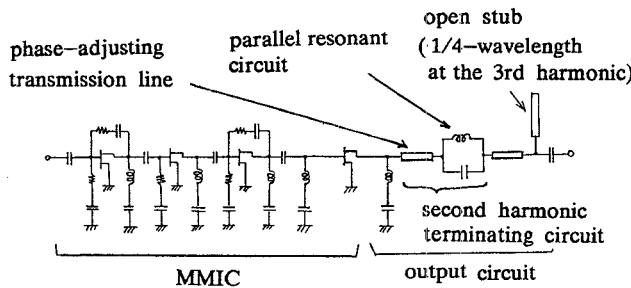 open stub
(1/4-wavelength
at the 3rd harmonic)
parallel resonant
circuit
phase-adjusting
transmission line
second harmonic
terminating circuit
MMIC
output circuit